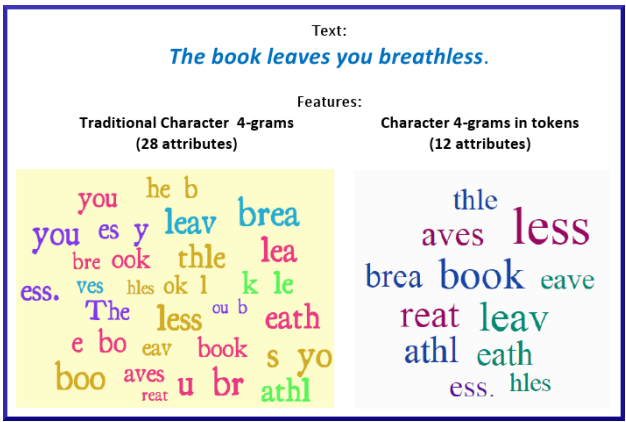 Text:
The book leaves you breathless.
Features:
Traditional Character 4-grams
(28 attributes)
Character 4-grams in tokens
(12 attributes)
you he b
you es y leav brea
bre ook thle lea
ess. ves hles ok l k le
The less ou b eath
e bo eav book s yo
boo aves reat u br athl
thle
aves less
brea book eave
reat leav
athl eath
ess. hles